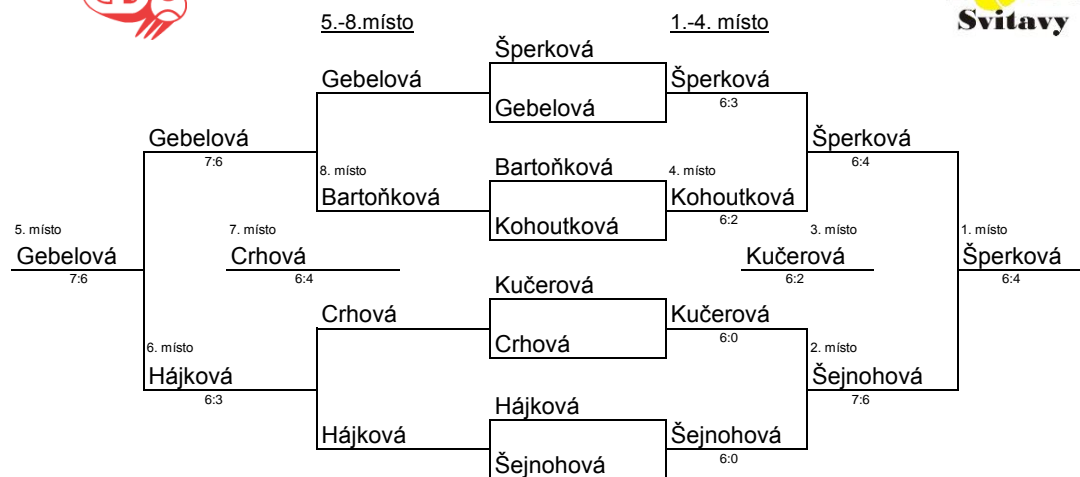 5.-8.místo
1.-4. místo
Svitavy
Šperková
Gebelová
Šperková
6:3
Gebelová
Gebelová
7:6
Šperková
6:4
8. místo
Bartoňková
Bartoňková
4. místo
Kohoutková
6:2
Kohoutková
5. místo
Gebelová
7:6
7. místo
Crhová
6:4
3. místo
Kučerová
6:2
1. místo
Šperková
6:4
Kučerová
Crhová
Kučerová
6:0
Crhová
6. místo
Hájková
6:3
2. místo
Šejnohová
7:6
Hájková
Hájková
Šejnohová
6:0
Šejnohová